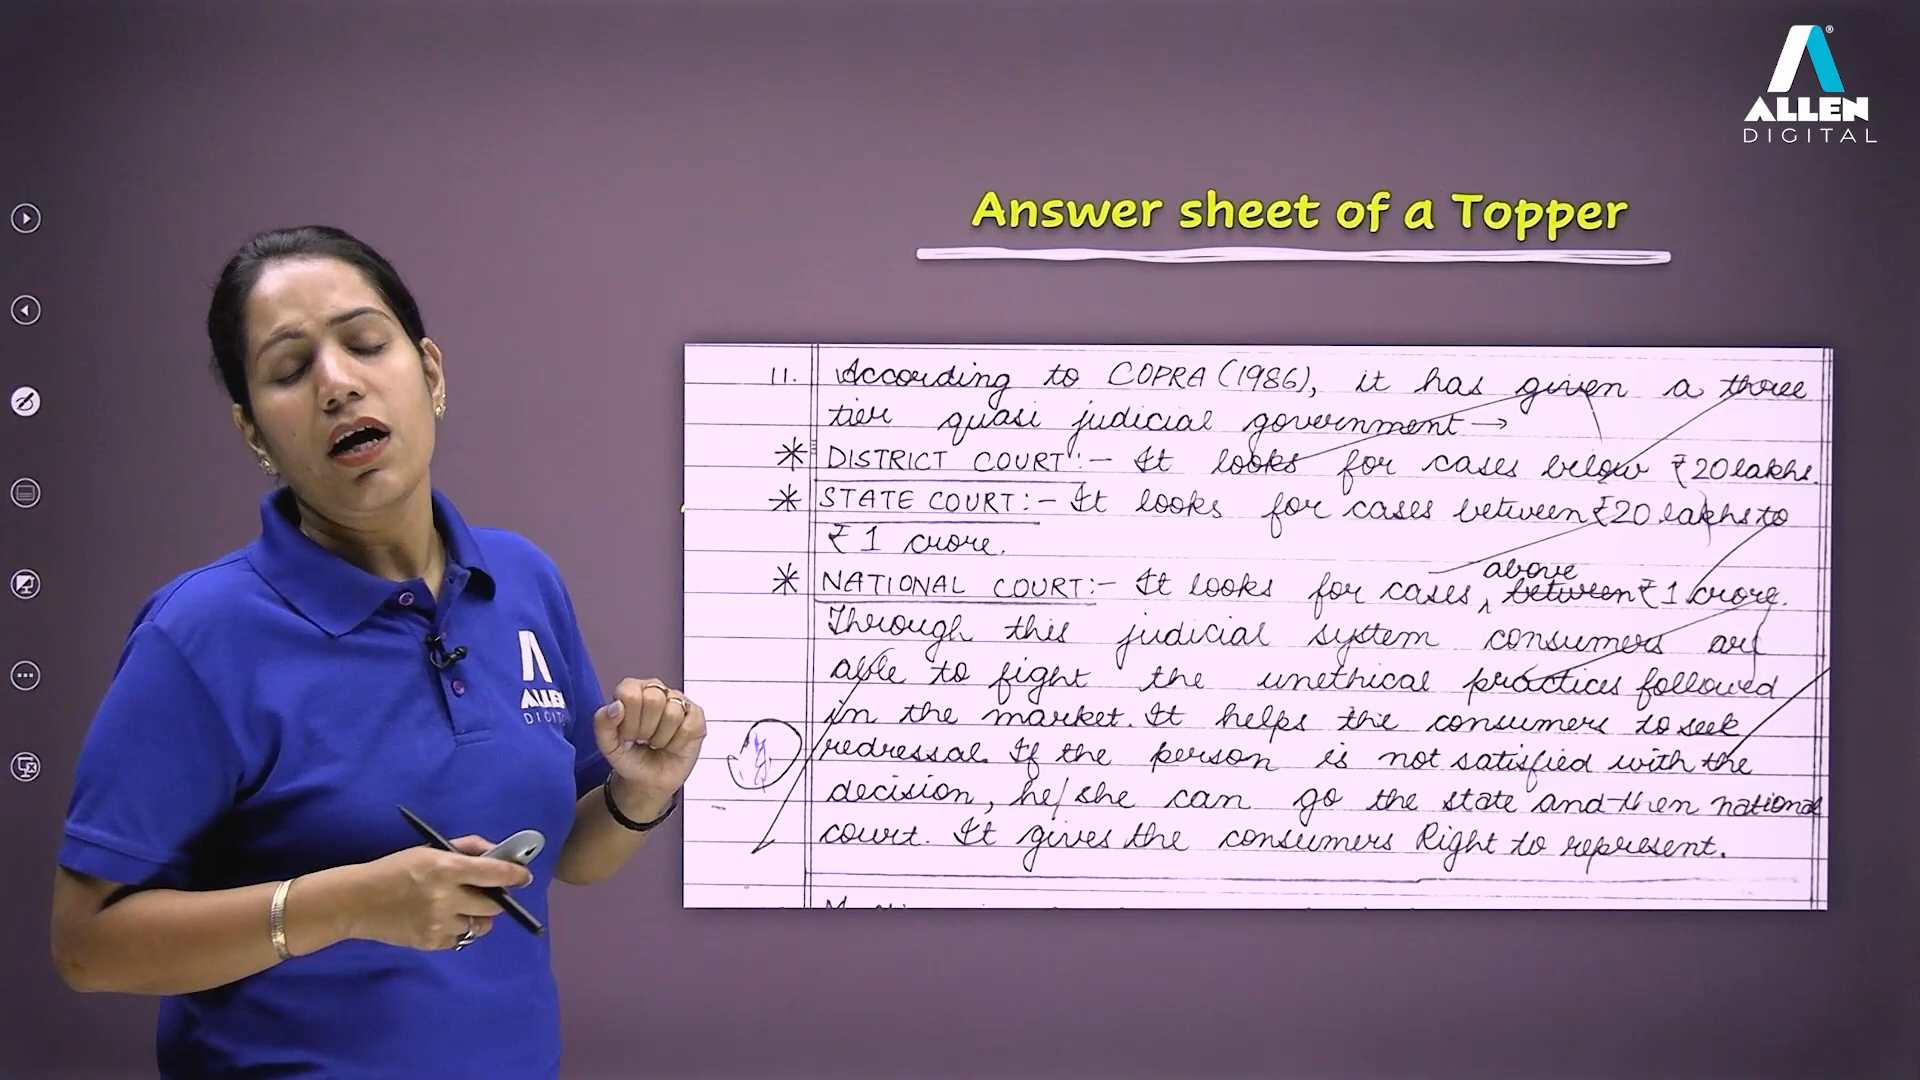 ALLEN
DIGITAL
Answer sheet of a Topper
11. According to COPRA (1986), it has given a three
tier quasi judicial government →
* DISTRICT COURT :- It looks for cases below ₹20 lakhs.
* STATE COURT :- It looks for cases between ₹20 lakhs to
₹ 1 crore.
above
* NATIONAL COURT :- It looks for cases between ₹ 1 crore.
Through this judicial system consumers are
able to fight the unethical practices followed
in the market. It helps the consumers to seek
redressal. If the person is not satisfied with the
decision, he/she can go the state and then national
court. It gives the consumers Right to represent.
ALLEN